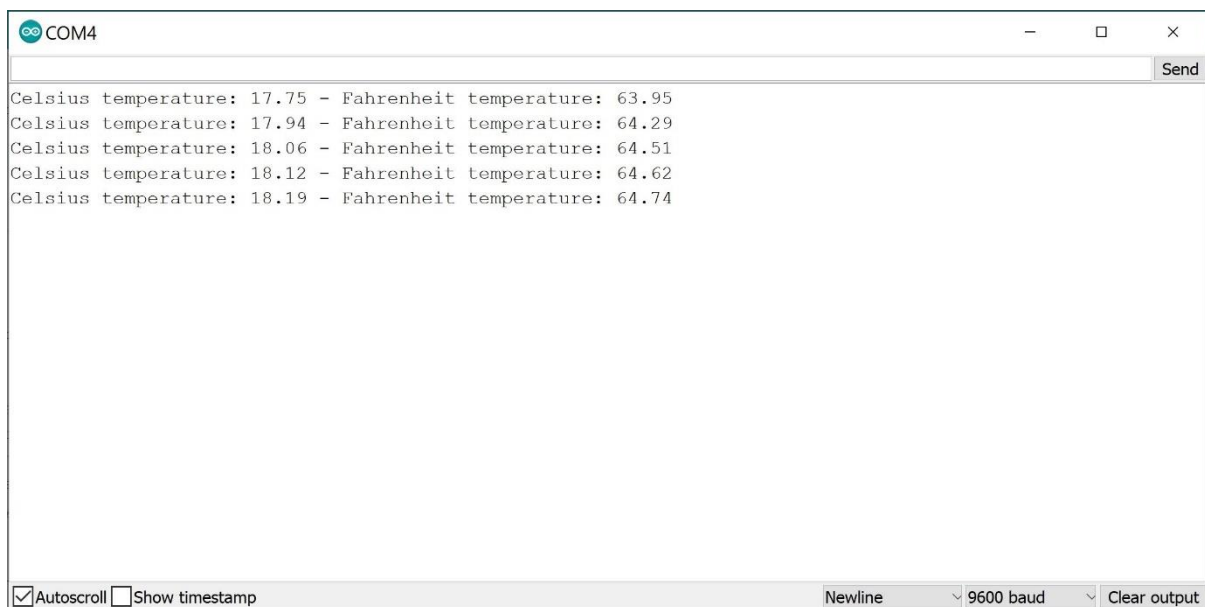 COM4
Send
Celsius temperature: 17.75 - Fahrenheit temperature: 63.95
Celsius temperature: 17.94 - Fahrenheit temperature: 64.29
Celsius temperature: 18.06 - Fahrenheit temperature: 64.51
Celsius temperature: 18.12 - Fahrenheit temperature: 64.62
Celsius temperature: 18.19 - Fahrenheit temperature: 64.74
Autoscroll Show timestamp Newline 9600 baud Clear output